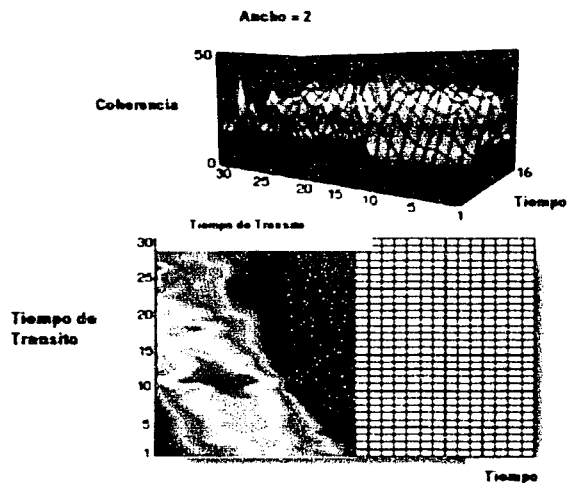 Ancho = 2
50
Coherencia
0
30
25
20
15
10
5
1
16
Tiempo
Tiempo de Transito
30
25
20
15
10
5
1
Tiempo de
Transito
Tiempo